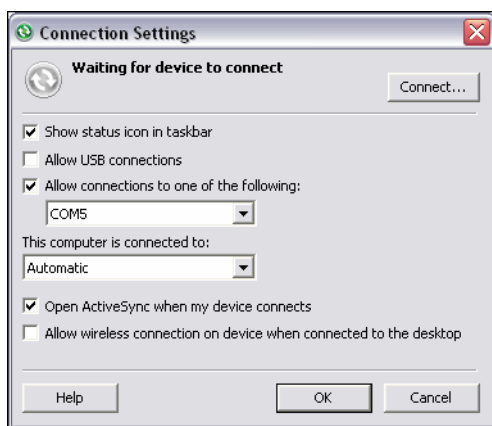 Connection Settings
Waiting for device to connect
Connect...
Show status icon in taskbar
Allow USB connections
Allow connections to one of the following:
COM5
This computer is connected to:
Automatic
Open ActiveSync when my device connects
Allow wireless connection on device when connected to the desktop
Help
OK
Cancel